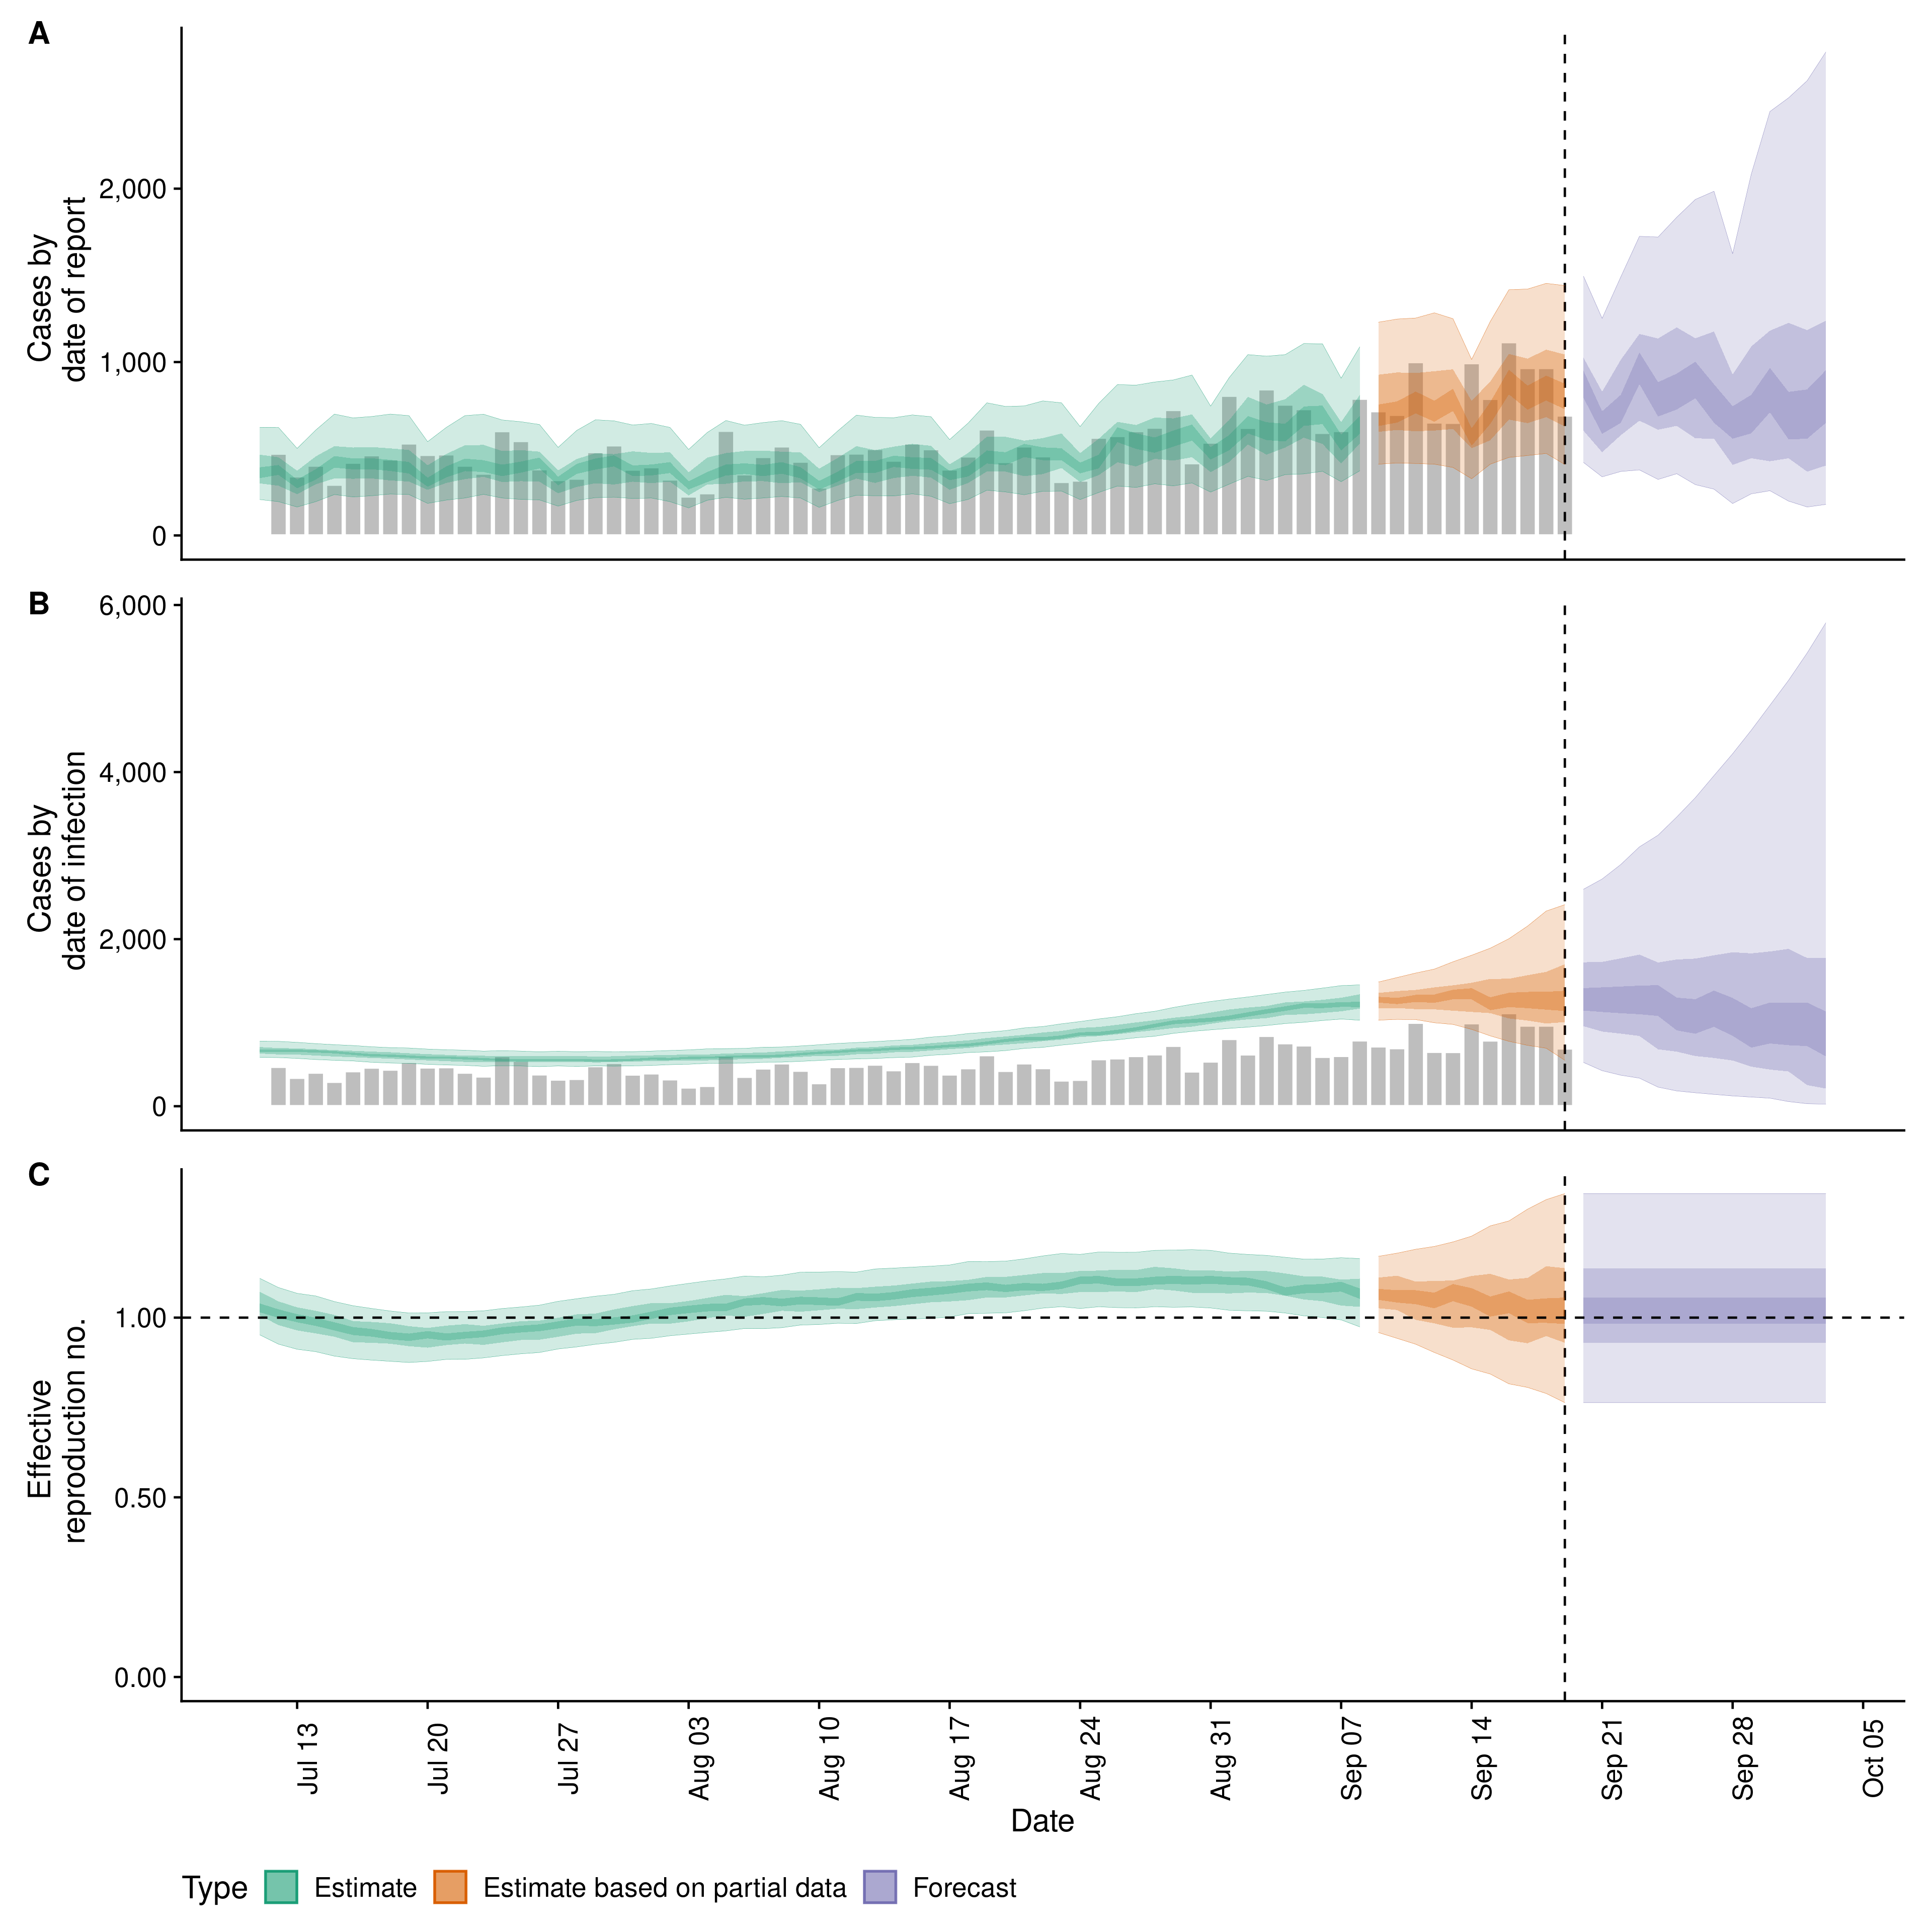 A
Cases by
date of report
2,000
1,000
0
B
Cases by
date of infection
6,000
4,000
2,000
0
C
Effective
reproduction no.
1.00
0.50
0.00
Jul 13
Jul 20
Jul 27
Aug 03
Aug 10
Aug 17
Aug 24
Aug 31
Sep 07
Sep 14
Sep 21
Sep 28
Oct 05
Date
Type Estimate Estimate based on partial data Forecast